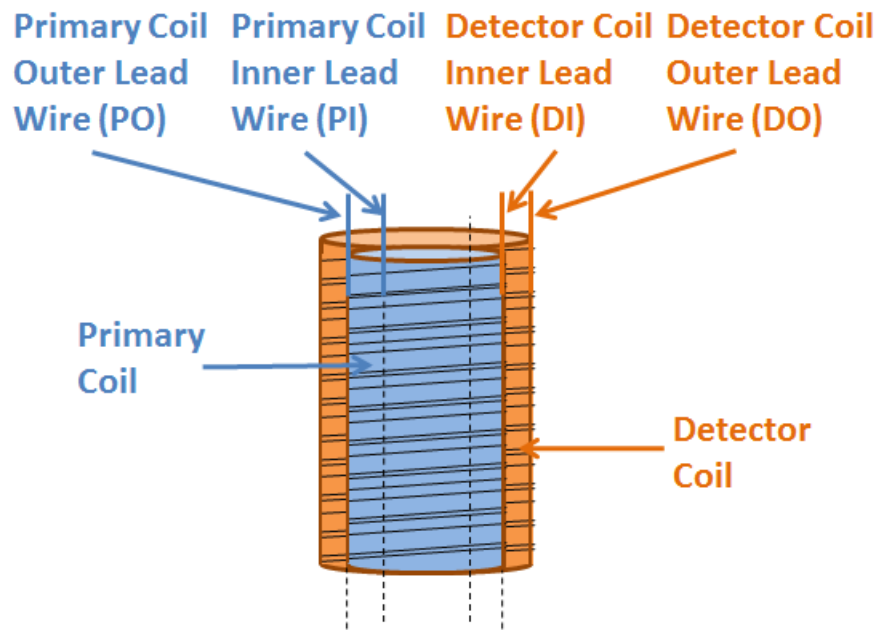 Primary Coil
Outer Lead
Wire (PO)
Primary Coil
Inner Lead
Wire (PI)
Detector Coil
Inner Lead
Wire (DI)
Detector Coil
Outer Lead
Wire (DO)
Primary
Coil
Detector
Coil